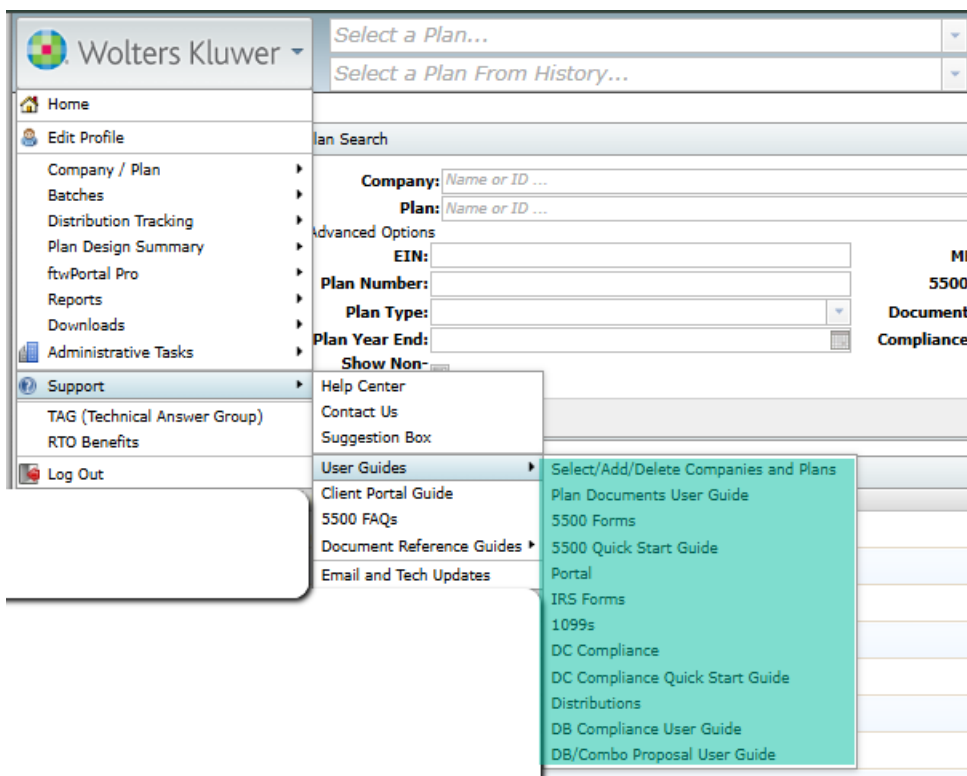 Wolters Kluwer
Select a Plan...
Select a Plan From History...
Home
Edit Profile
Company / Plan
Batches
Distribution Tracking
Plan Design Summary
ftwPortal Pro
Reports
Downloads
Administrative Tasks
Support
TAG (Technical Answer Group)
RTO Benefits
Log Out
lan Search
Company: Name or ID ...
Plan: Name or ID ...
Advanced Options
EIN:
Plan Number:
5500
Plan Type:
Document
Plan Year End:
Compliance
Show Non-
Help Center
Contact Us
Suggestion Box
User Guides
Client Portal Guide
5500 FAQs
Document Reference Guides
Email and Tech Updates
Select/Add/Delete Companies and Plans
Plan Documents User Guide
5500 Forms
5500 Quick Start Guide
Portal
IRS Forms
1099s
DC Compliance
DC Compliance Quick Start Guide
Distributions
DB Compliance User Guide
DB/Combo Proposal User Guide